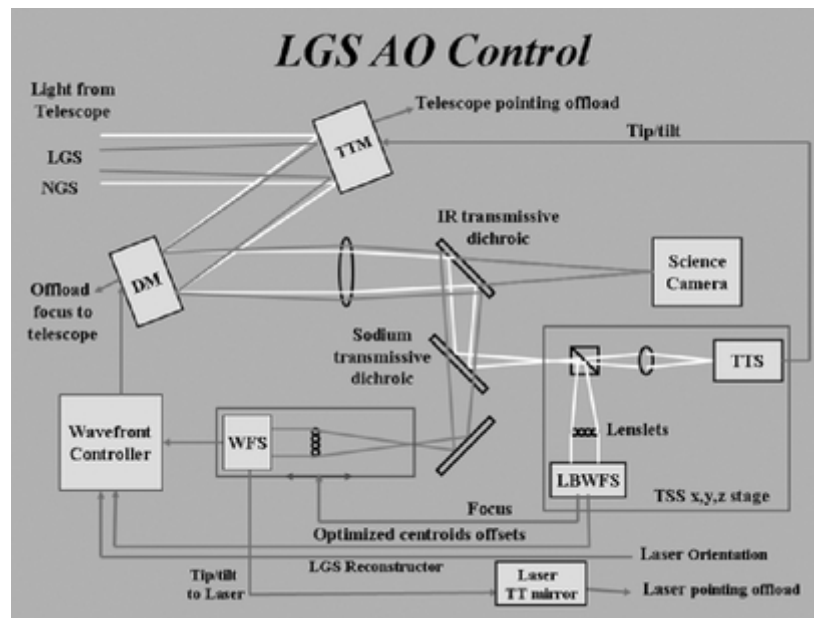 LGS AO Control
Light from
Telescope
Telescope pointing offload
TTM
Tip/tilt
LGS
NGS
IR transmissive
dichroic
DM
Science
Camera
Offload
focus to
telescope
Sodium
transmissive
dichroic
TTS
Wavefront
Controller
WFS
Lenslets
LBWFS
TSS x,y,z stage
Focus
Optimized centroids offsets
Laser Orientation
LGS Reconstructor
Tip/tilt
to Laser
Laser
TT mirror
Laser pointing offload